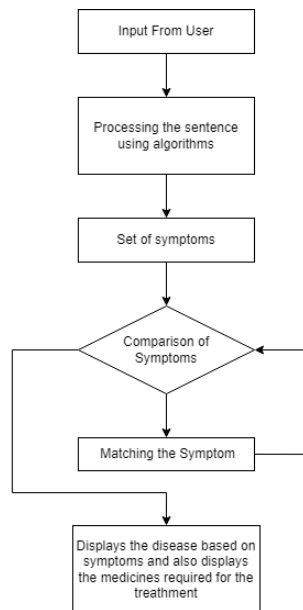 Input From User
Processing the sentence
using algorithms
Set of symptoms
Comparison of
Symptoms
Matching the Symptom
Displays the disease based on
symptoms and also displays
the medicines required for the
treathment